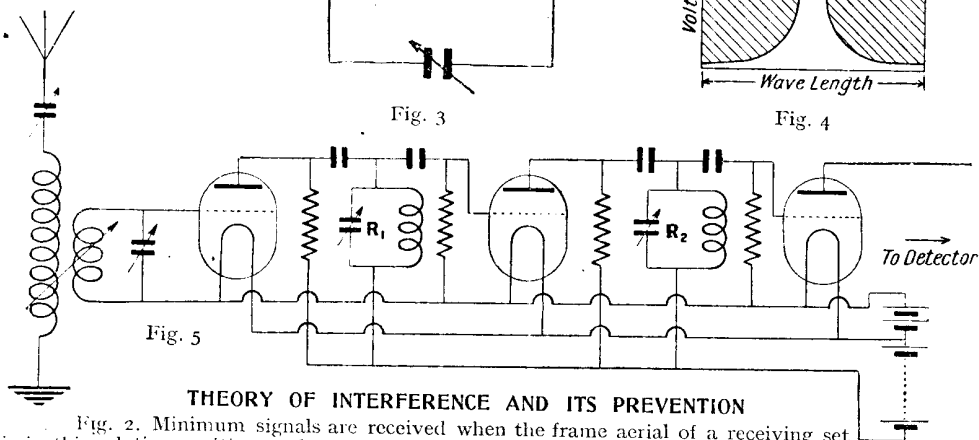 Volt
Wave Length
Fig. 3
Fig. 4
R₁
R₂
To Detector
Fig. 5
THEORY OF INTERFERENCE AND ITS PREVENTION
Fig. 2. Minimum signals are received when the frame aerial of a receiving set